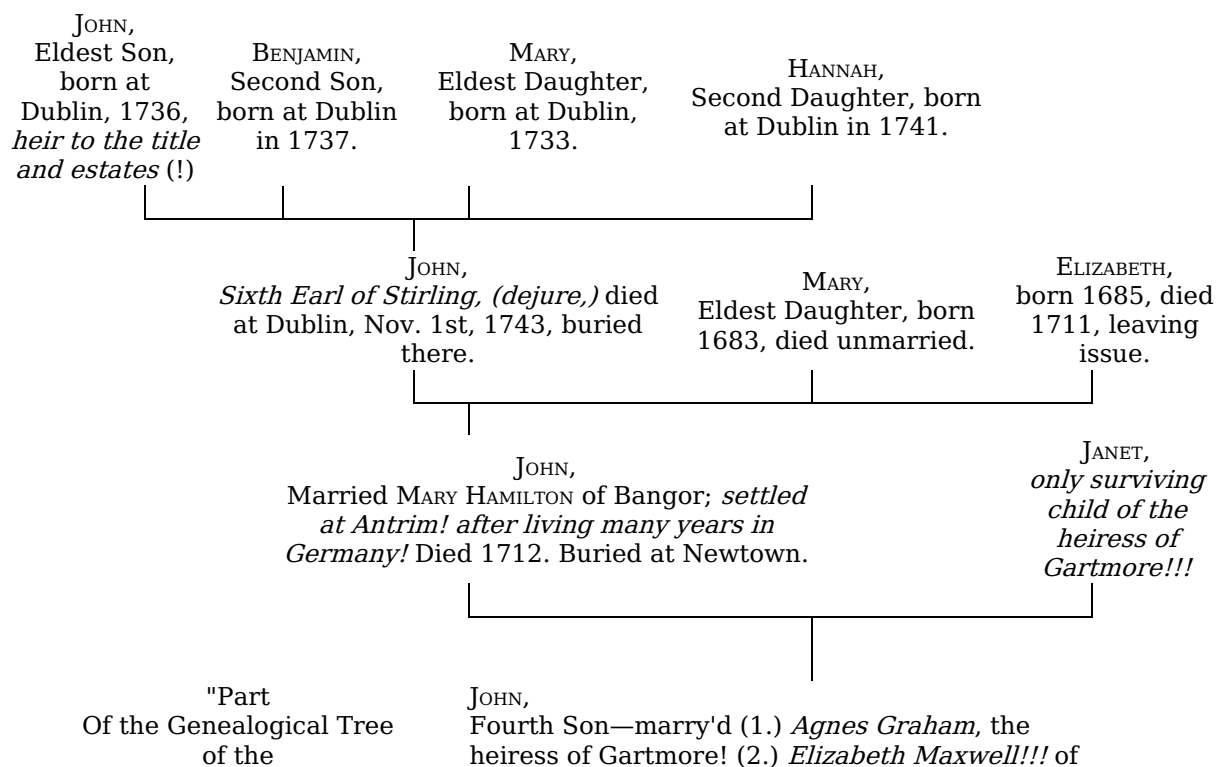 JOHN,
Eldest Son,
born at
Dublin, 1736,
heir to the title
and estates (!)
BENJAMIN,
Second Son,
born at Dublin
in 1737.
MARY,
Eldest Daughter,
born at Dublin,
1733.
HANNAH,
Second Daughter, born
at Dublin in 1741.
JOHN,
Sixth Earl of Stirling, (dejure,) died
at Dublin, Nov. 1st, 1743, buried
there.
MARY,
Eldest Daughter, born
1683, died unmarried.
ELIZABETH,
born 1685, died
1711, leaving
issue.
JOHN,
Married MARY HAMILTON of Bangor; settled
at Antrim! after living many years in
Germany! Died 1712. Buried at Newtown.
JANET,
only surviving
child of the
heiress of
Gartmore!!!
"Part
Of the Genealogical Tree
of the
JOHN,
Fourth Son—marry'd (1.) Agnes Graham, the
heiress of Gartmore! (2.) Elizabeth Maxwell!!! of